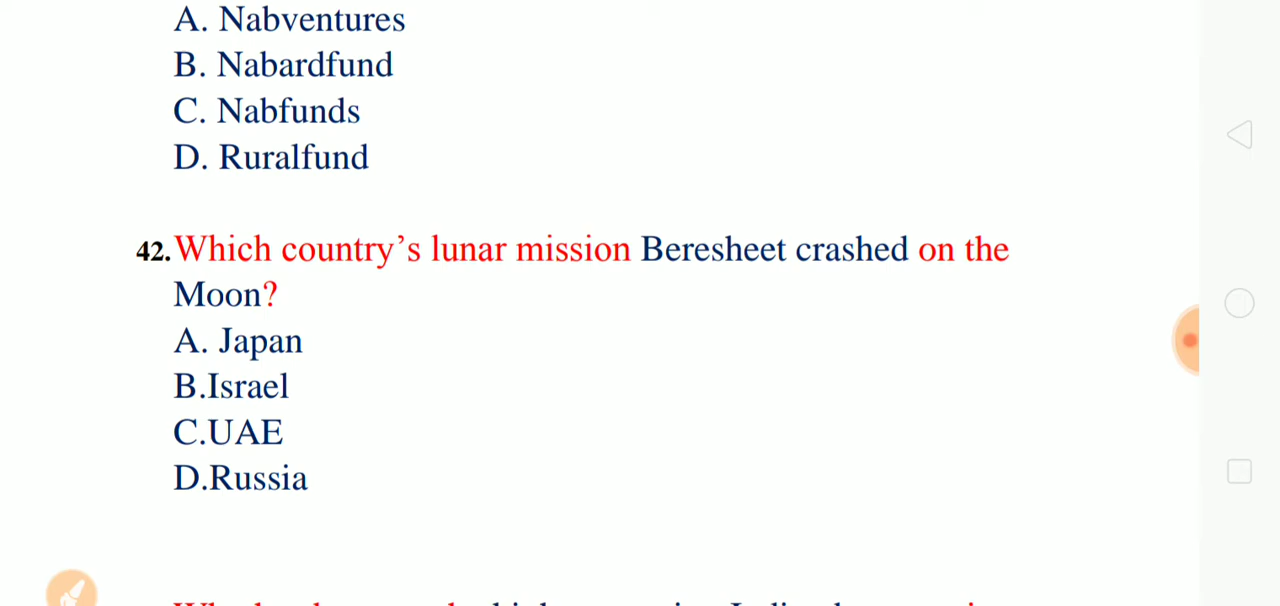 A. Nabventures
B. Nabardfund
C. Nabfunds
D. Ruralfund
42. Which country’s lunar mission Beresheet crashed on the
Moon?
A. Japan
B.Israel
C.UAE
D.Russia